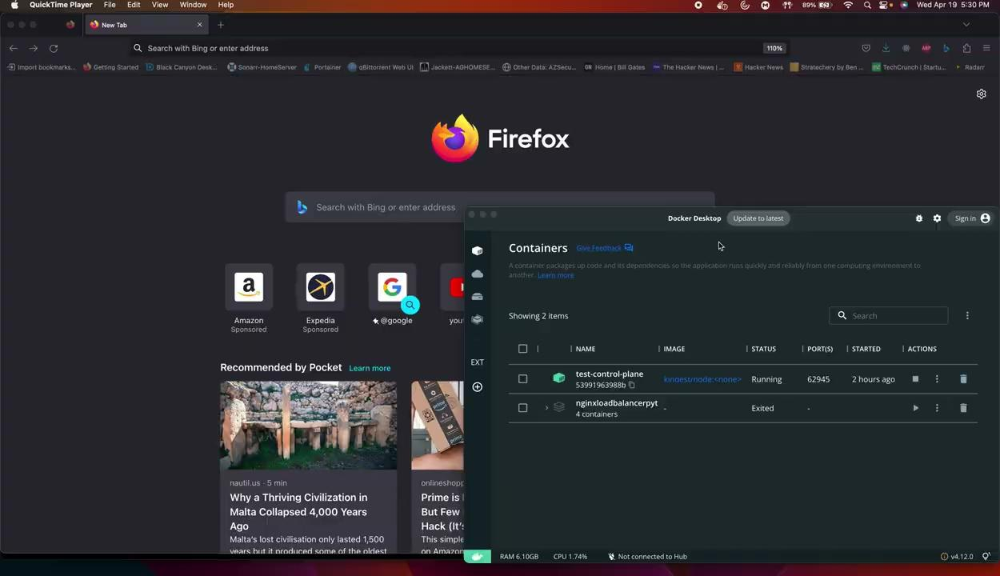 QuickTime Player File Edit View Window Help
89% Wed Apr 19 5:30 PM
New Tab
Search with Bing or enter address 110%
Import bookmarks... Getting Started Black Canyon Desk... Sonarr-HomeServer Portainer qBittorrent Web UI Jackett-AGHOMESE... Other Data: AZSecu... Home | Bill Gates The Hacker News | ... Hacker News Stratechery by Ben ... TechCrunch | Startu... Radarr
Firefox
Search with Bing or enter address
Amazon
Sponsored
Expedia
Sponsored
@google
Recommended by Pocket Learn more
nautil.us · 5 min
Why a Thriving Civilization in
Malta Collapsed 4,000 Years
Ago
Malta's lost civilisation only lasted 1,500
years but it produced some of the oldest
Prime is
But Few
Hack (It's
This simple
on Amazon
Docker Desktop Update to latest Sign in
Containers Give Feedback
A container packages up code and its dependencies so the application runs quickly and reliably from one computing environment to
another. Learn more
Showing 2 items Search
EXT
NAME IMAGE STATUS PORT(S) STARTED ACTIONS
test-control-plane kindest/node:<none> Running 62945 2 hours ago
53991963988b
nginxloadbalancerpyt - Exited -
4 containers
RAM 6.10GB CPU 1.74% Not connected to Hub v4.12.0